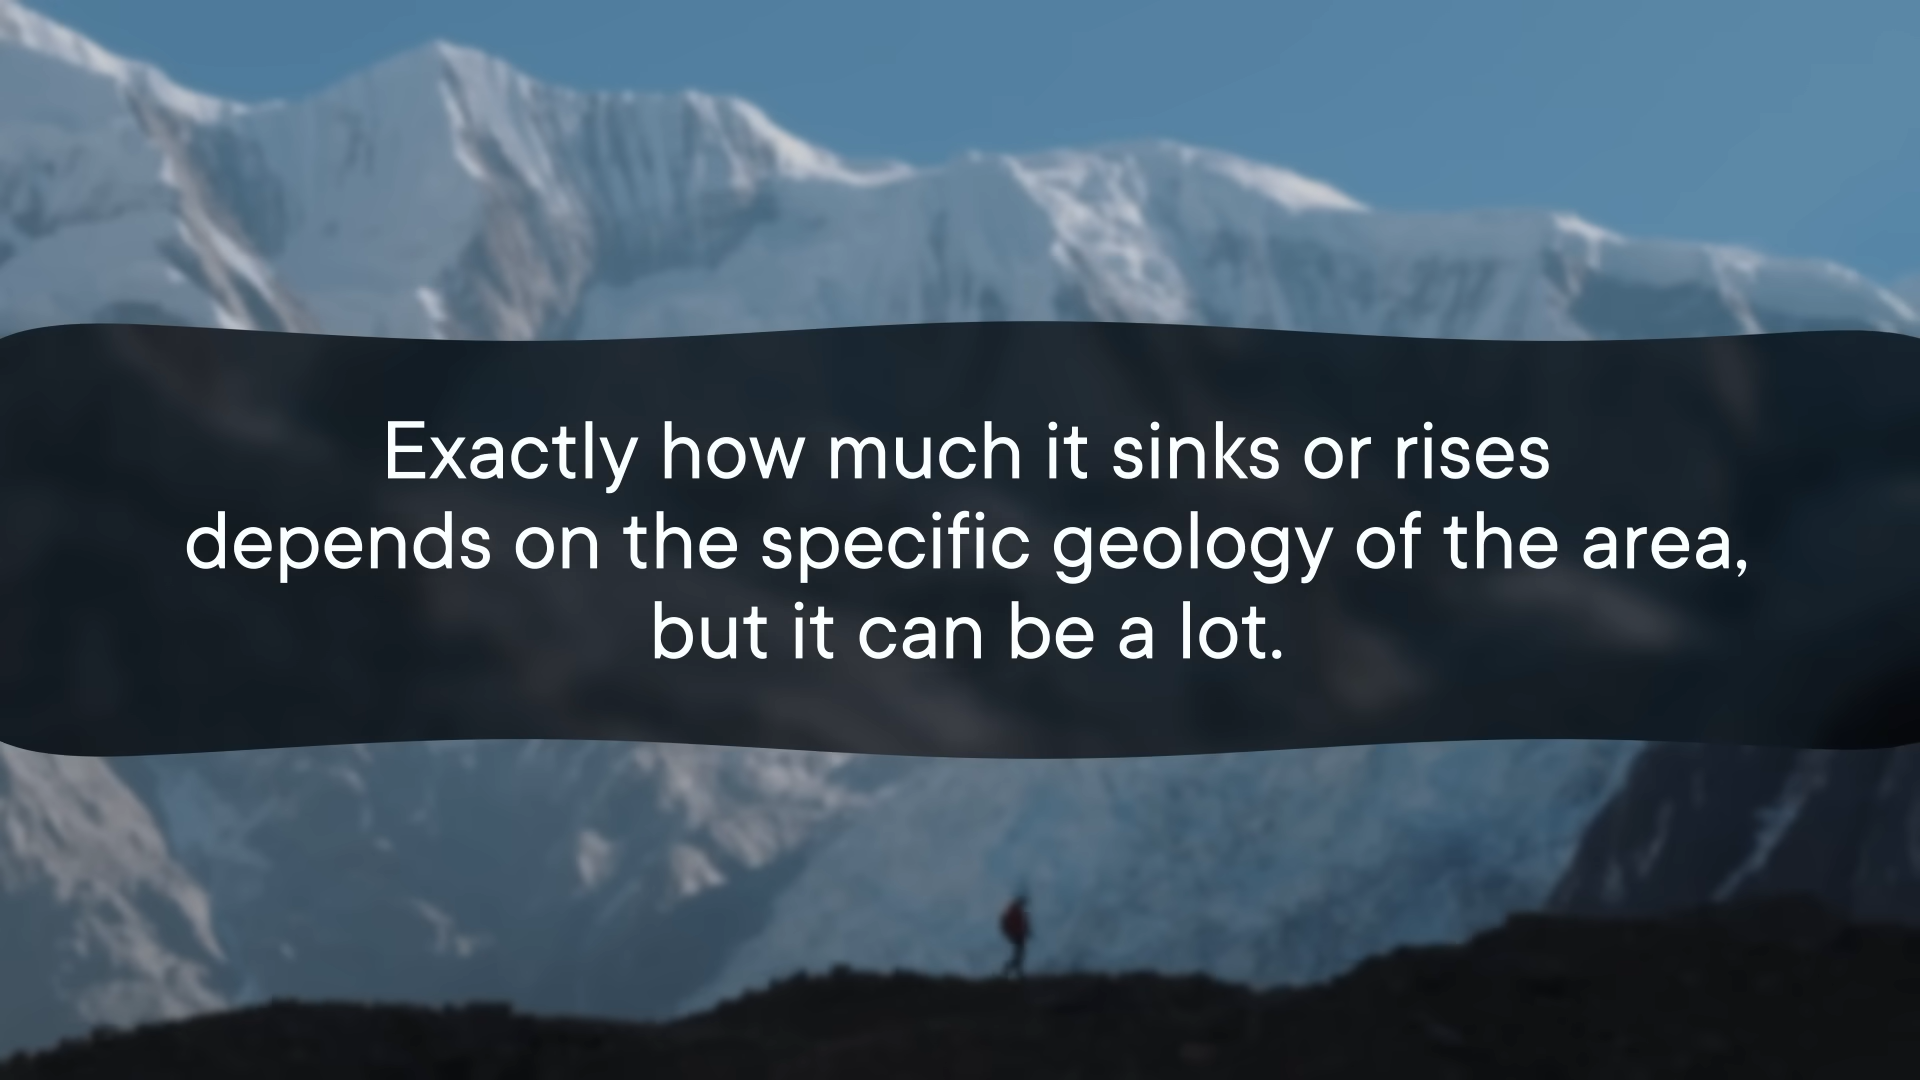 Exactly how much it sinks or rises
depends on the specific geology of the area,
but it can be a lot.